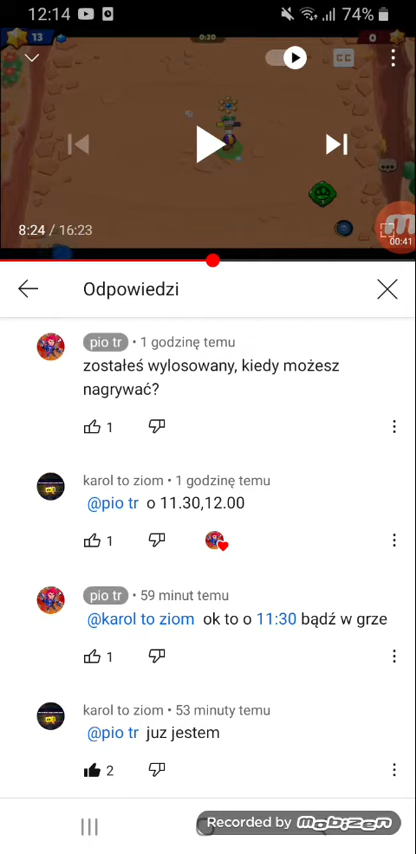 12:14
74%
13
0:20
0
CC
8:24 / 16:23
00:41
Odpowiedzi
pio tr • 1 godzinę temu
zostałeś wylosowany, kiedy możesz
nagrywać?
1
karol to ziom • 1 godzinę temu
@pio tr o 11.30,12.00
1
pio tr • 59 minut temu
@karol to ziom ok to o 11:30 bądź w grze
1
karol to ziom • 53 minuty temu
@pio tr juz jestem
2
Recorded by mobizen